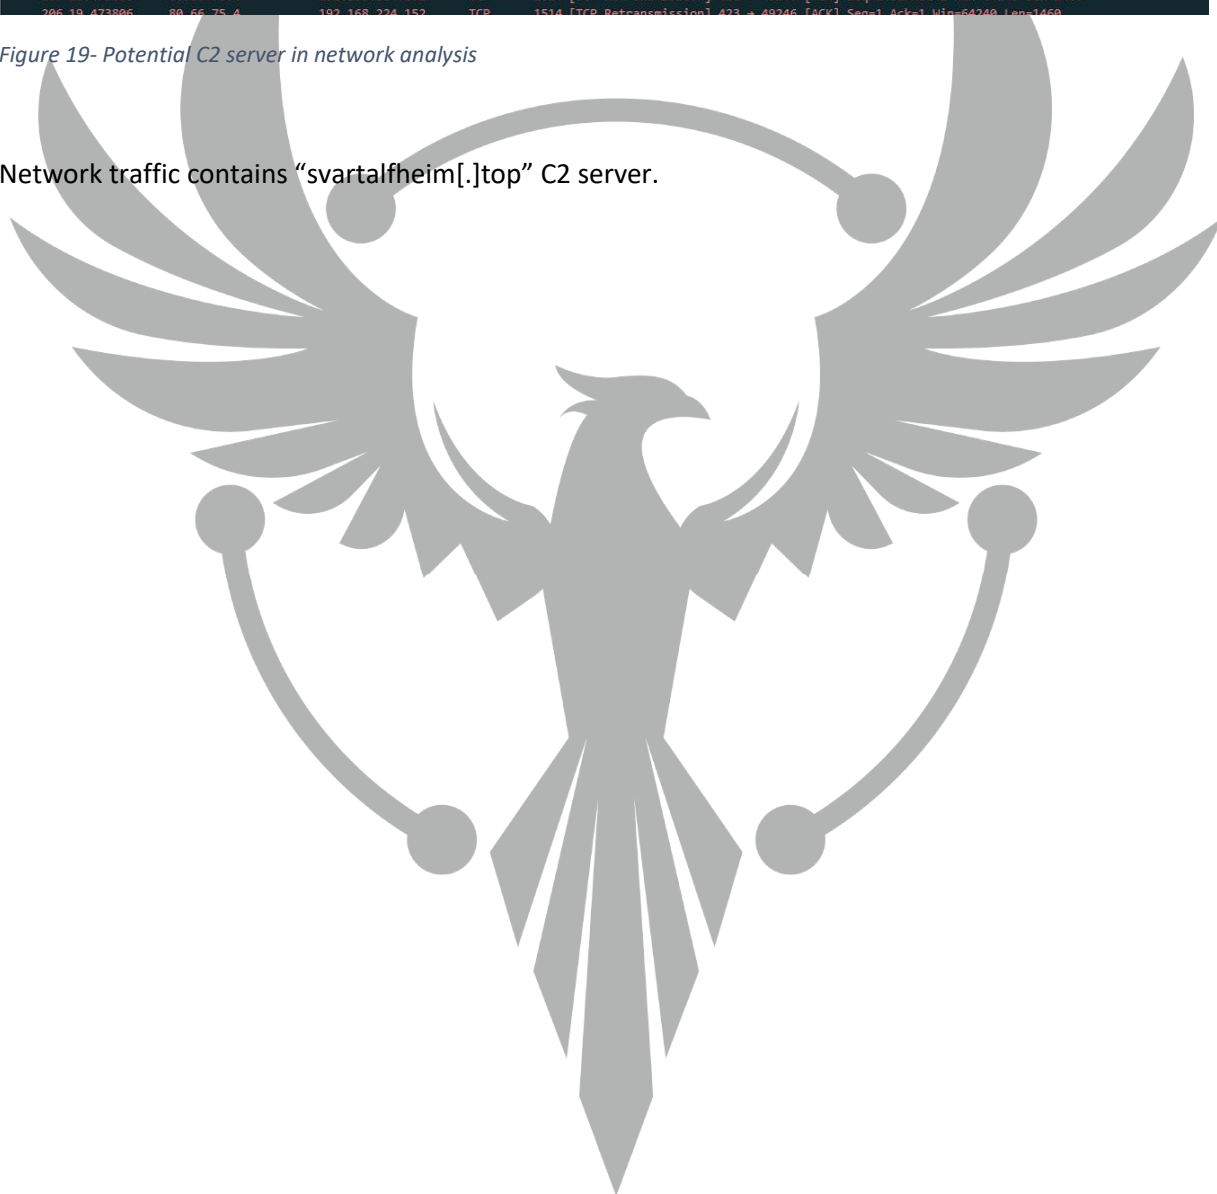 206 19.473806 80.66.75.4 192.168.224.152 TCP 1514 [TCP Retransmission] 423 → 49246 [ACK] Seq=1 Ack=1 Win=64240 Len=1460
Figure 19- Potential C2 server in network analysis
Network traffic contains “svartalfheim[.]top” C2 server.